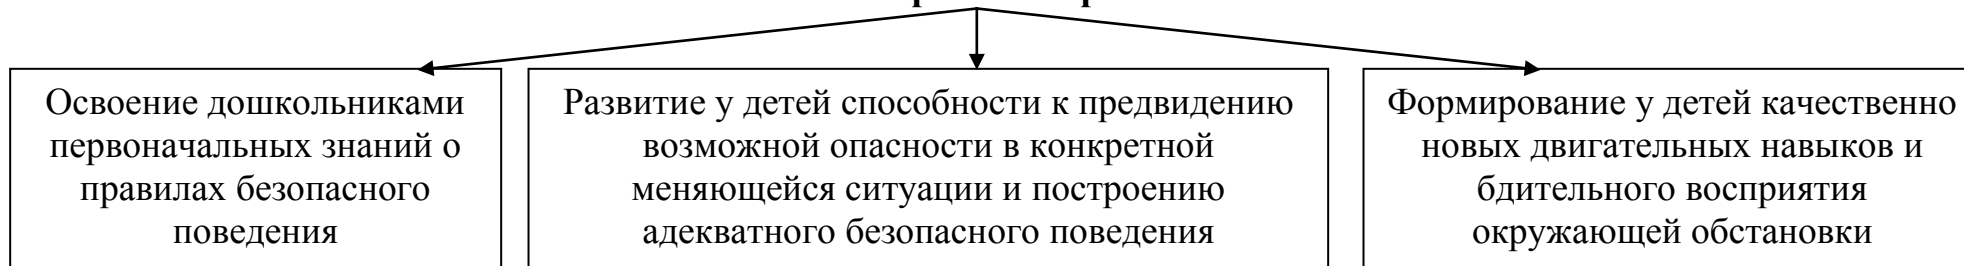 Освоение дошкольниками
первоначальных знаний о
правилах безопасного
поведения
Развитие у детей способности к предвидению
возможной опасности в конкретной
меняющейся ситуации и построению
адекватного безопасного поведения
Формирование у детей качественно
новых двигательных навыков и
бдительного восприятия
окружающей обстановки